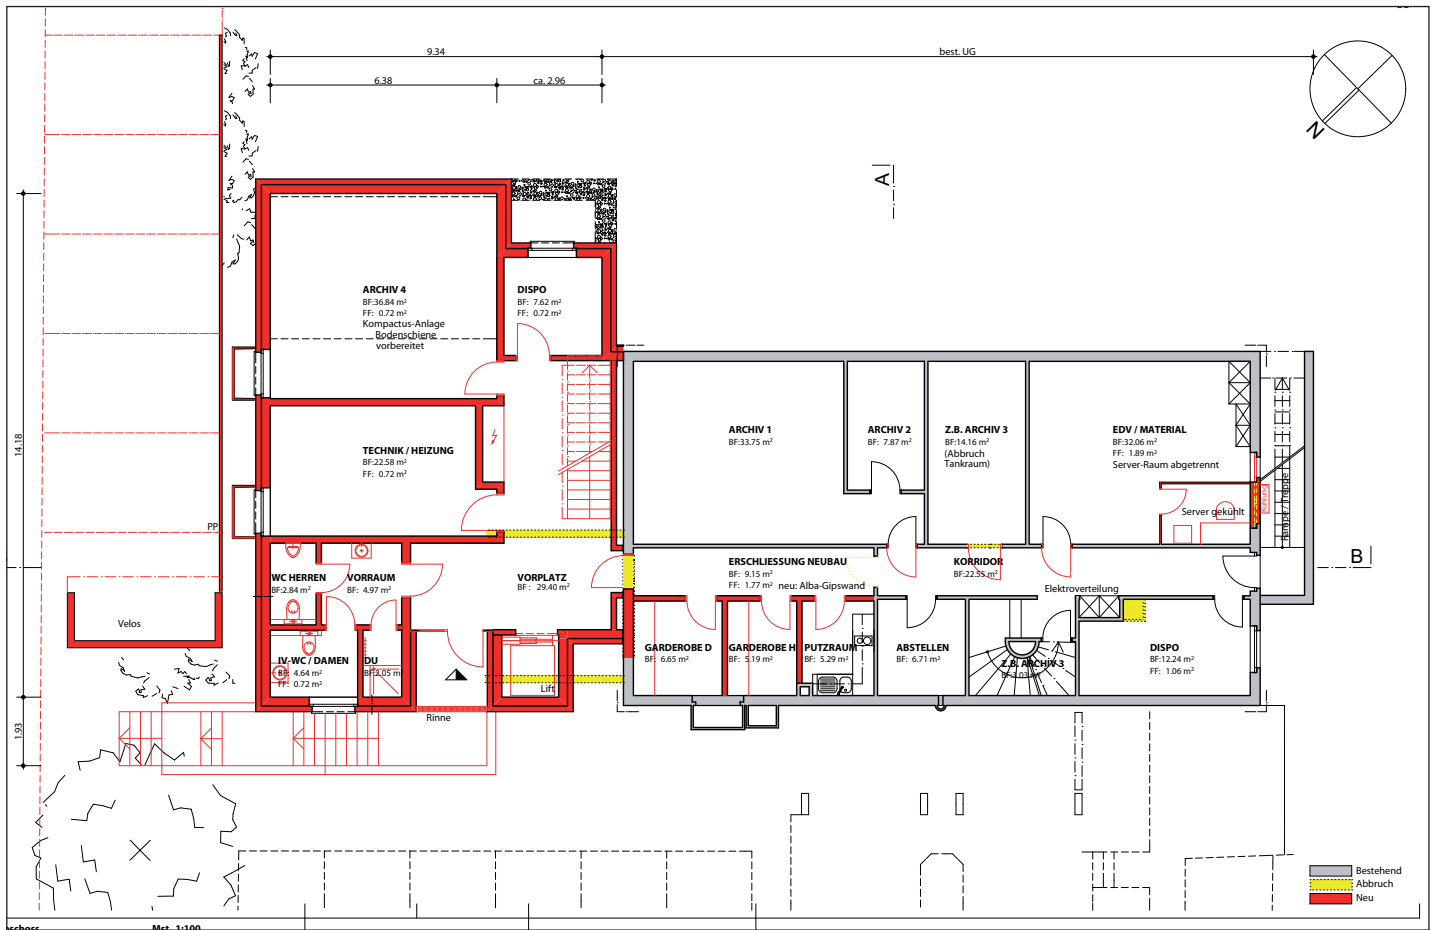 9.34
best. UG
6.38
ca. 2.96
N
A
14.18
1.93
ARCHIV 4
BF:36.84 m²
FF: 0.72 m²
Kompactus-Anlage
Bodenschiene
vorbereitet
DISPO
BF: 7.62 m²
FF: 0.72 m²
TECHNIK / HEIZUNG
BF:22.58 m²
FF: 0.72 m²
ARCHIV 1
BF:33.75 m²
ARCHIV 2
BF: 7.87 m²
Z.B. ARCHIV 3
BF:14.16 m²
(Abbruch
Tankraum)
EDV / MATERIAL
BF:32.06 m²
FF: 1.89 m²
Server-Raum abgetrennt
Server gekühlt
Kühlung
Rampe / Treppe
PP
WC HERREN
BF:2.84 m²
VORRAUM
BF: 4.97 m²
VORPLATZ
BF : 29.40 m²
ERSCHLIESSUNG NEUBAU
BF: 9.15 m²
FF: 1.77 m²
neu: Alba-Gipswand
KORRIDOR
BF:22.55 m²
Elektroverteilung
B
Velos
IV-WC / DAMEN
BF: 4.64 m²
FF: 0.72 m²
DU
BF:3.05 m²
Lift
Rinne
GARDEROBE D
BF: 6.65 m²
GARDEROBE H
BF: 5.19 m²
PUTZRAUM
BF: 5.29 m²
ABSTELLEN
BF: 6.71 m²
Z.B. ARCHIV 3
DISPO
BF:12.24 m²
FF: 1.06 m²
Bestehend
Abbruch
Neu
Mst. 1:100